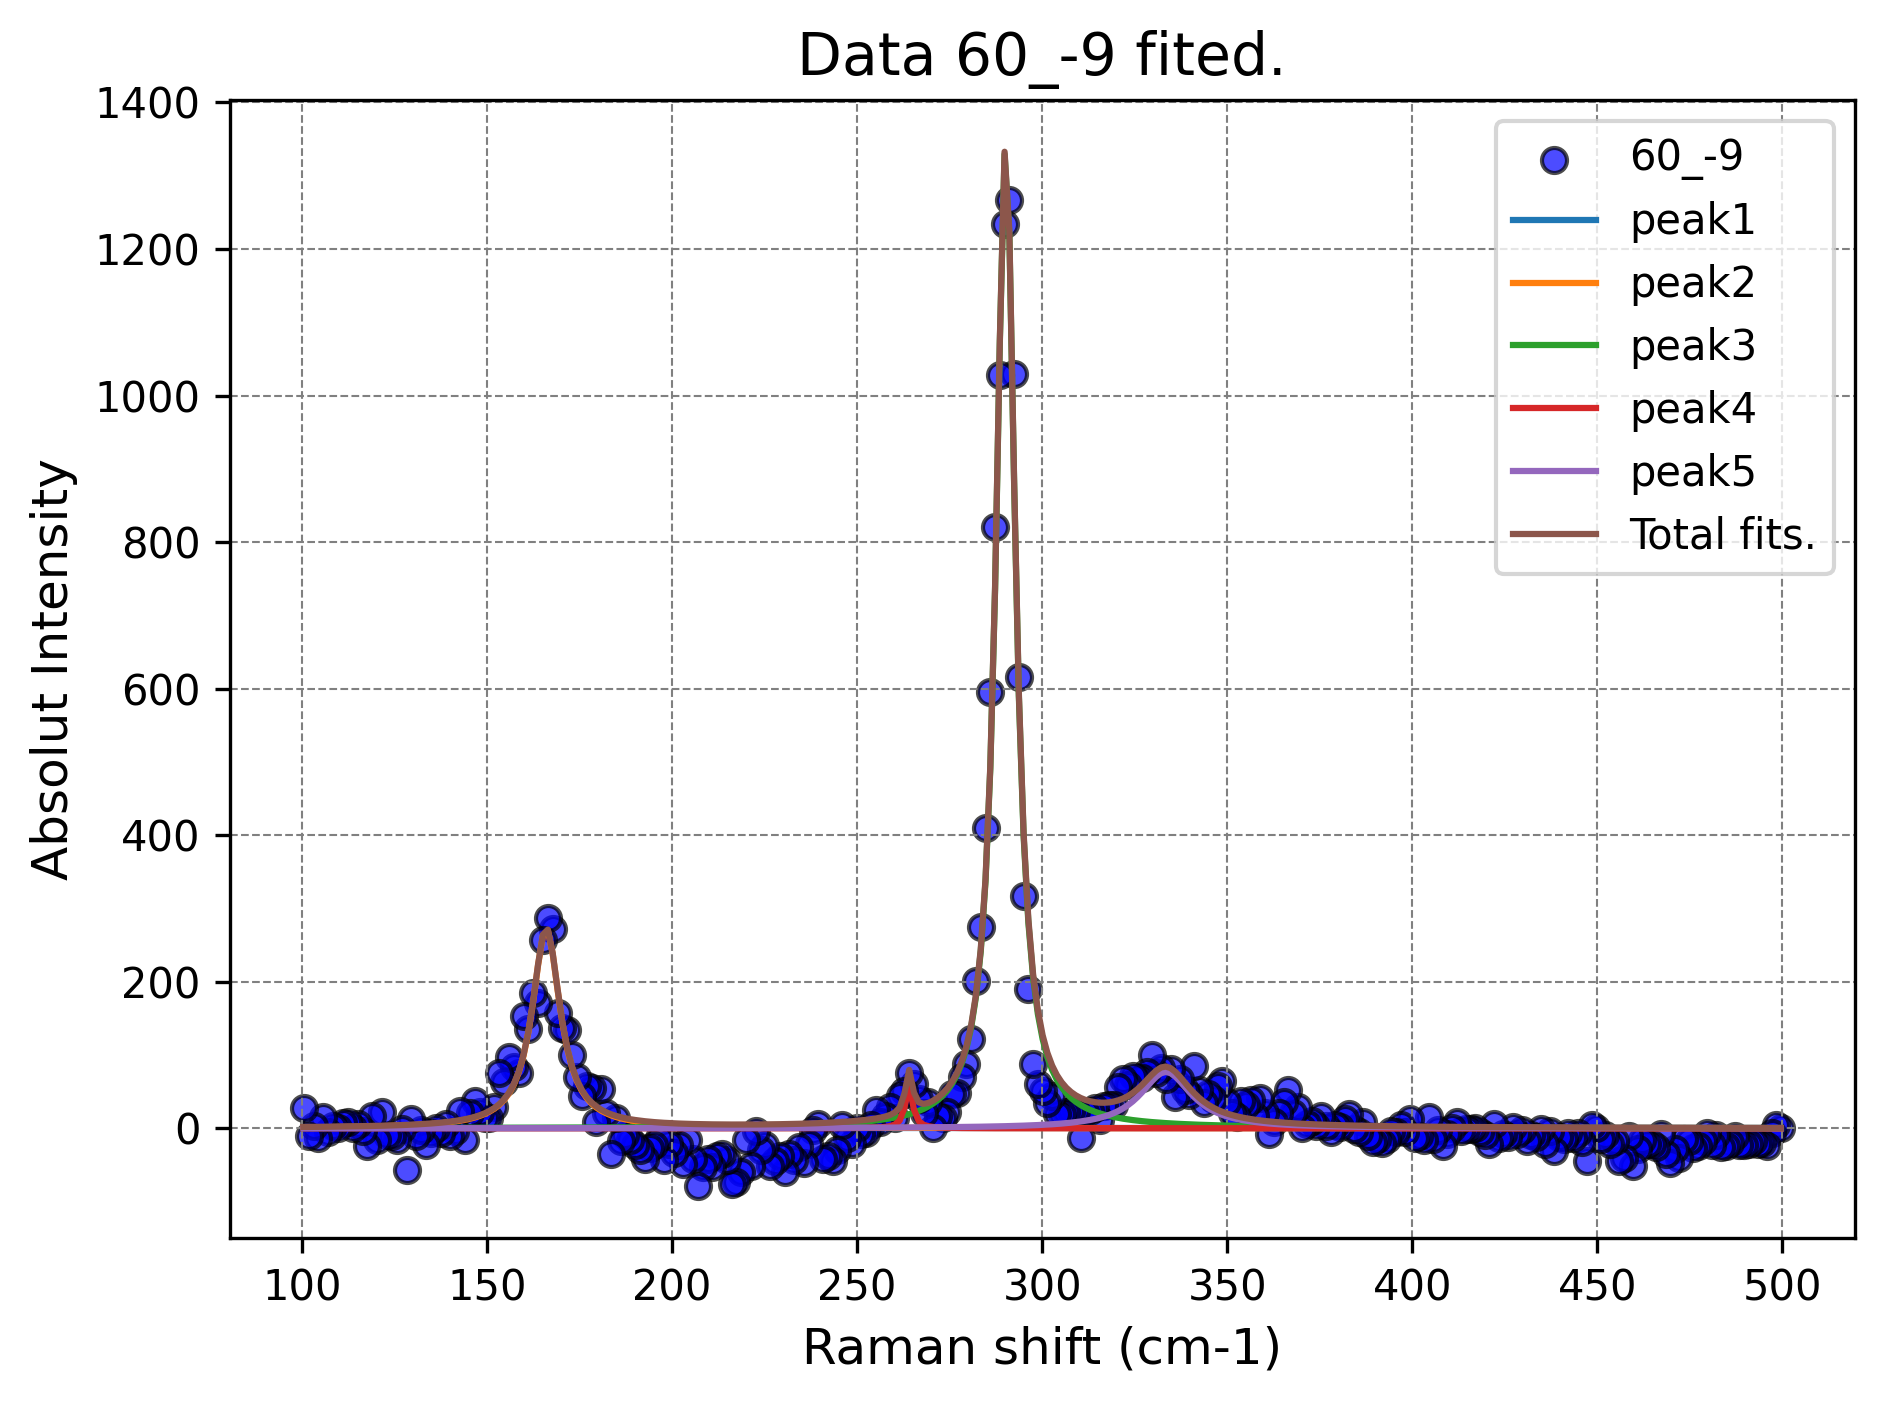 Data 60_-9 fited.
Absolut Intensity
1400
1200
1000
800
600
400
200
0
60_-9
peak1
peak2
peak3
peak4
peak5
Total fits.
100 150 200 250 300 350 400 450 500
Raman shift (cm-1)